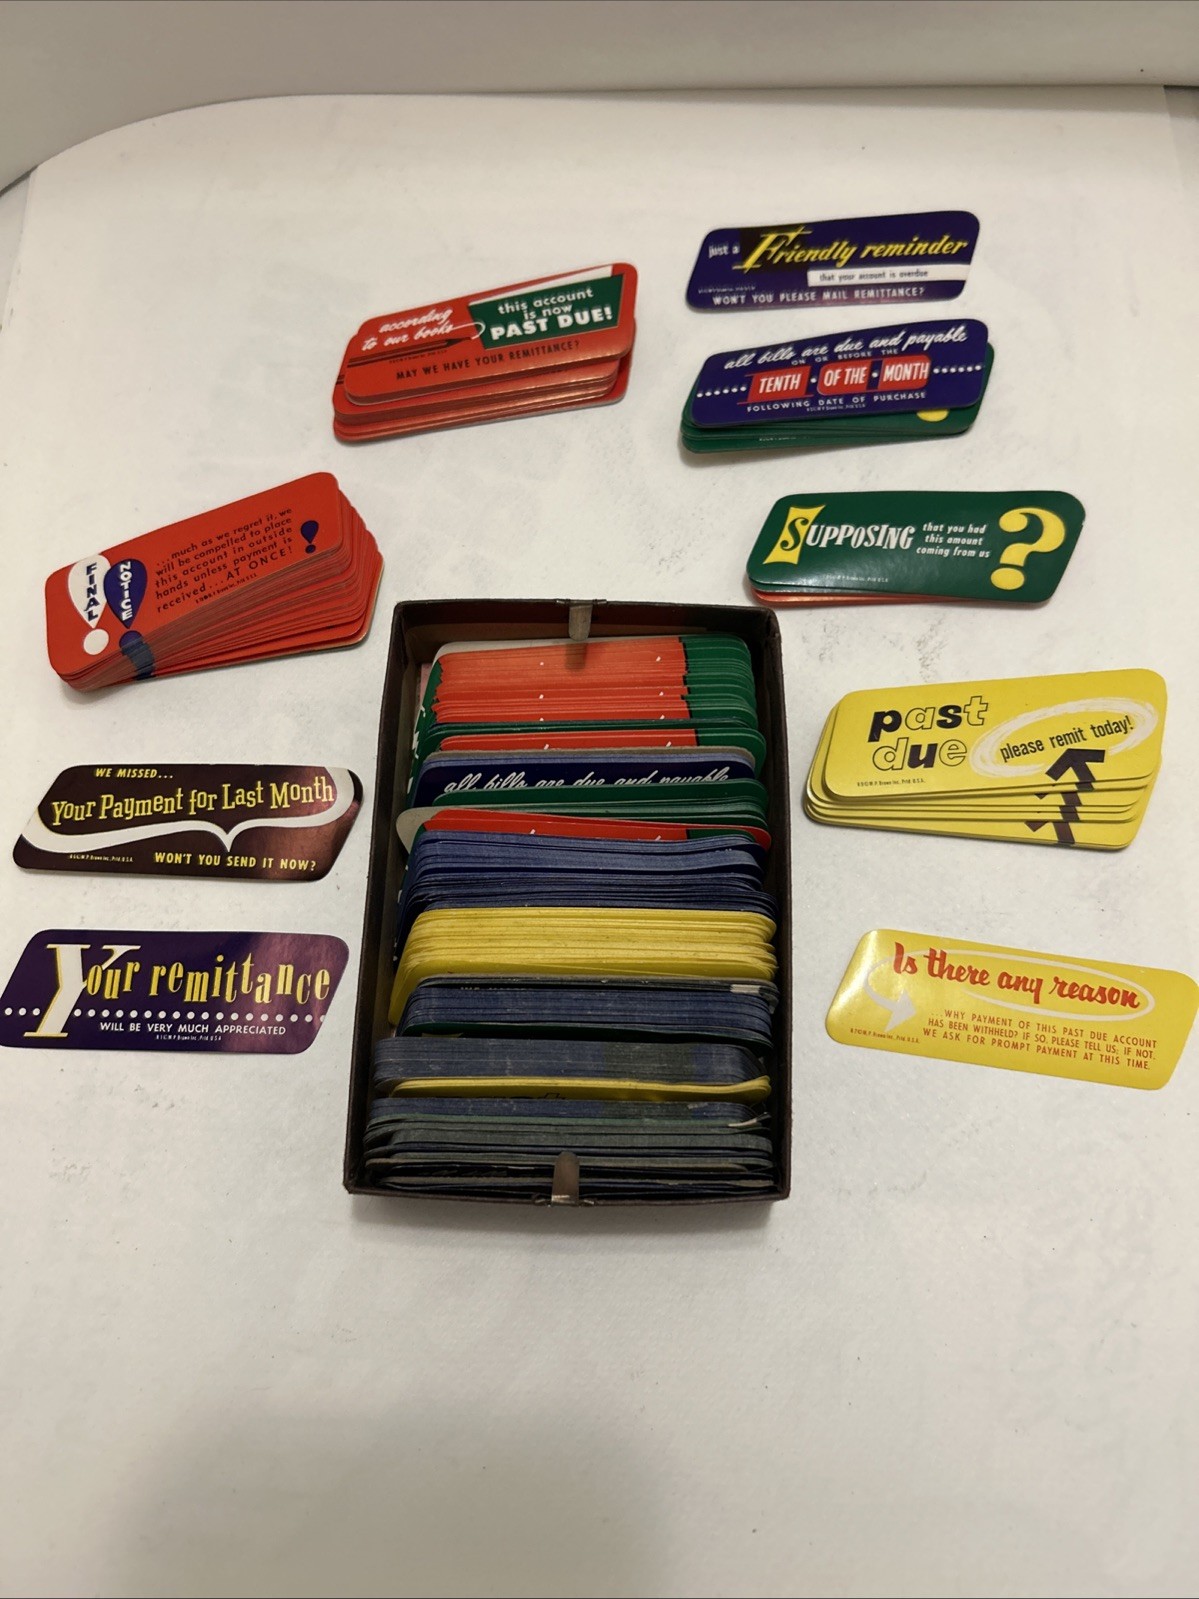 just a Friendly reminder
that your account is overdue
WON'T YOU PLEASE MAIL REMITTANCE?
according
to our books
this account
is now
PAST DUE!
MAY WE HAVE YOUR REMITTANCE?
all bills are due and payable
ON OR BEFORE THE
TENTH · OF THE · MONTH
FOLLOWING DATE OF PURCHASE
SUPPOSING
that you had
this amount
coming from us
?
FINAL
NOTICE
...much as we regret it, we
will be compelled to place
this account in outside
hands unless payment is
received...AT ONCE!
!
past
due
please remit today!
WE MISSED...
Your Payment for Last Month
WON'T YOU SEND IT NOW?
all bills are due and payable
Your remittance
WILL BE VERY MUCH APPRECIATED
Is there any reason
...WHY PAYMENT OF THIS PAST DUE ACCOUNT
HAS BEEN WITHHELD? IF SO, PLEASE TELL US; IF NOT,
WE ASK FOR PROMPT PAYMENT AT THIS TIME.